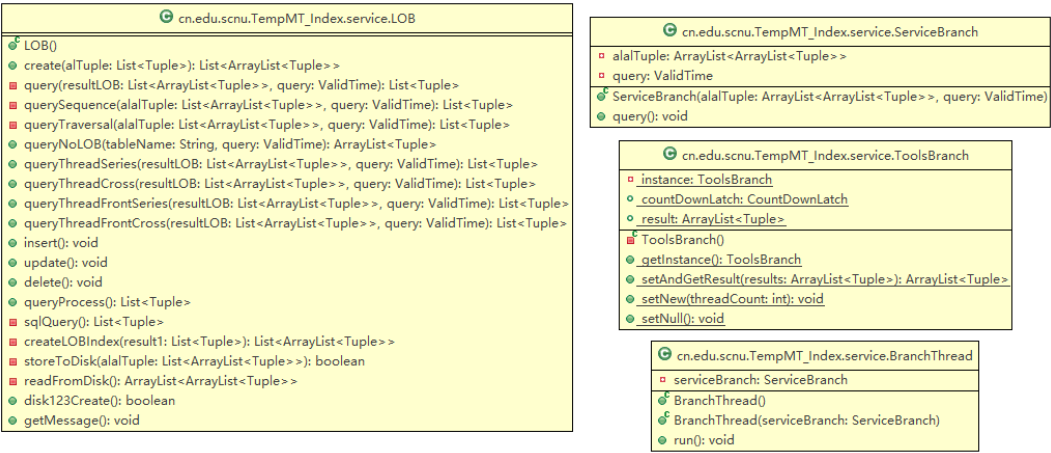 cn.edu.scnu.TempMT_Index.service.LOB
LOB()
create(alTuple: List<Tuple>): List<ArrayList<Tuple>>
query(resultLOB: List<ArrayList<Tuple>>, query: ValidTime): List<Tuple>
querySequence(alalTuple: List<ArrayList<Tuple>>, query: ValidTime): List<Tuple>
queryTraversal(alalTuple: List<ArrayList<Tuple>>, query: ValidTime): List<Tuple>
queryNoLOB(tableName: String, query: ValidTime): ArrayList<Tuple>
queryThreadSeries(resultLOB: List<ArrayList<Tuple>>, query: ValidTime): List<Tuple>
queryThreadCross(resultLOB: List<ArrayList<Tuple>>, query: ValidTime): List<Tuple>
queryThreadFrontSeries(resultLOB: List<ArrayList<Tuple>>, query: ValidTime): List<Tuple>
queryThreadFrontCross(resultLOB: List<ArrayList<Tuple>>, query: ValidTime): List<Tuple>
insert(): void
update(): void
delete(): void
queryProcess(): List<Tuple>
sqlQuery(): List<Tuple>
createLOBIndex(result1: List<Tuple>): List<ArrayList<Tuple>>
storeToDisk(alalTuple: List<ArrayList<Tuple>>): boolean
readFromDisk(): ArrayList<ArrayList<Tuple>>
disk123Create(): boolean
getMessage(): void
cn.edu.scnu.TempMT_Index.service.ServiceBranch
alalTuple: ArrayList<ArrayList<Tuple>>
query: ValidTime
ServiceBranch(alalTuple: ArrayList<ArrayList<Tuple>>, query: ValidTime)
query(): void
cn.edu.scnu.TempMT_Index.service.ToolsBranch
instance: ToolsBranch
countDownLatch: CountDownLatch
result: ArrayList<Tuple>
ToolsBranch()
getInstance(): ToolsBranch
setAndGetResult(results: ArrayList<Tuple>): ArrayList<Tuple>
setNew(threadCount: int): void
setNull(): void
cn.edu.scnu.TempMT_Index.service.BranchThread
serviceBranch: ServiceBranch
BranchThread()
BranchThread(serviceBranch: ServiceBranch)
run(): void